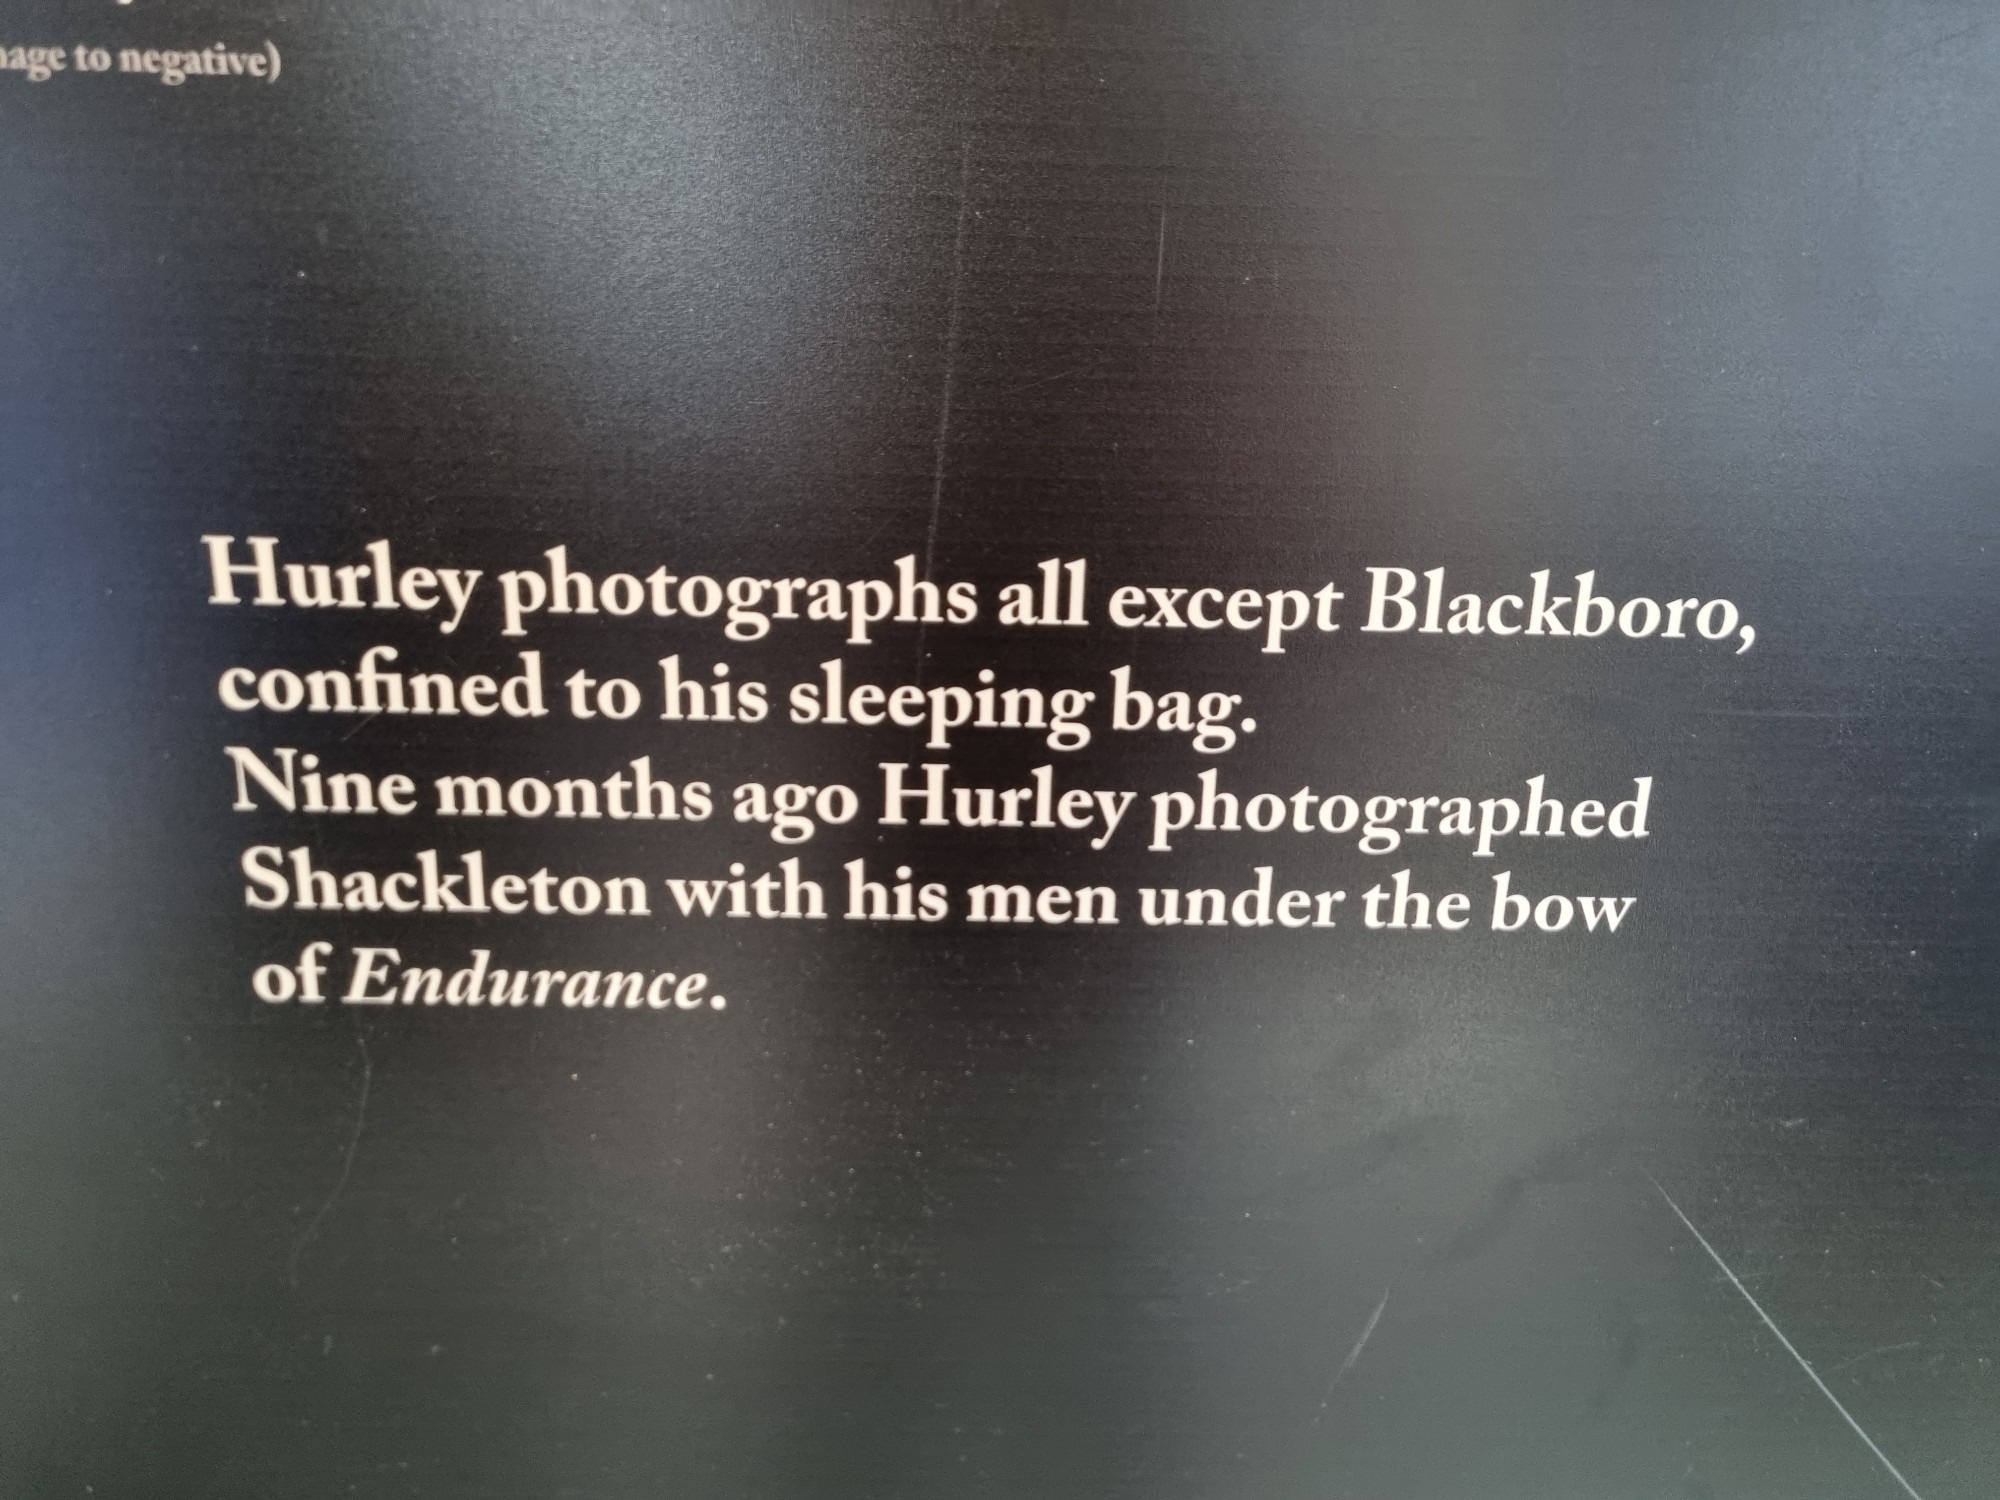 to negative)
Hurley photographs all except Blackboro,
confined to his sleeping bag.
Nine months ago Hurley photographed
Shackleton with his men under the bow
of Endurance.